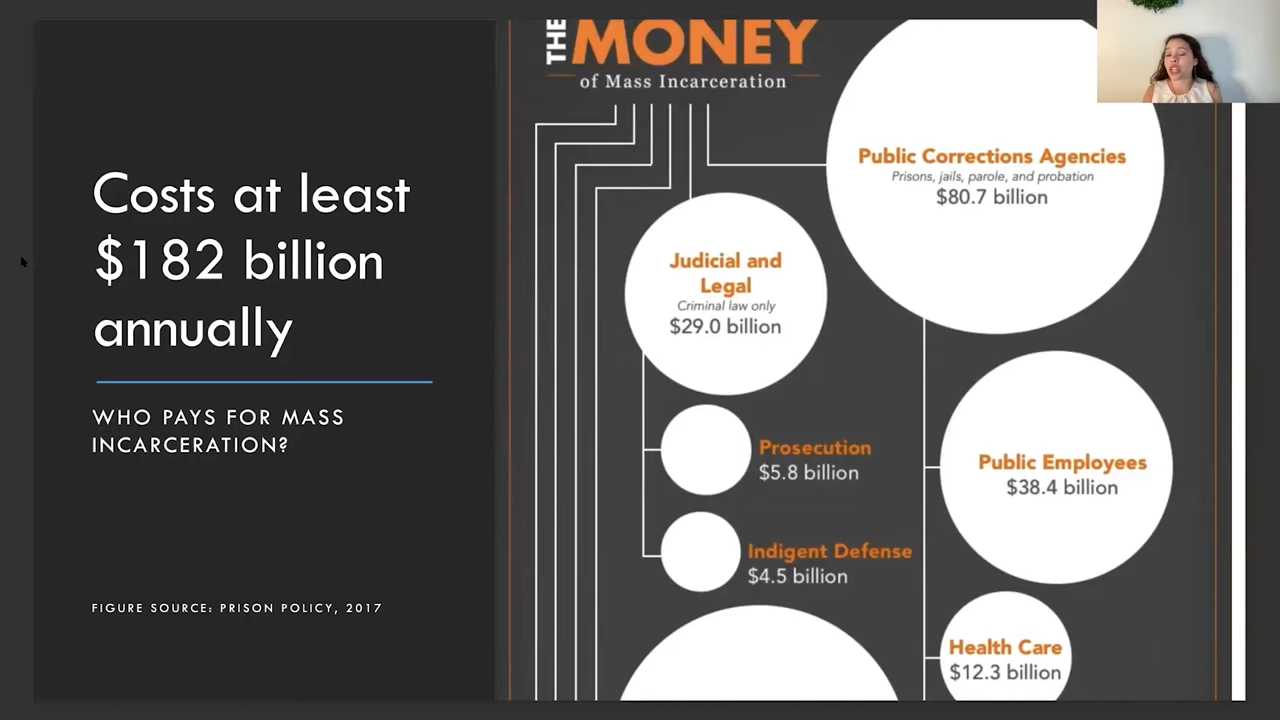 Costs at least
$182 billion
annually
WHO PAYS FOR MASS
INCARCERATION?
FIGURE SOURCE: PRISON POLICY, 2017
THE MONEY
of Mass Incarceration
Public Corrections Agencies
Prisons, jails, parole, and probation
$80.7 billion
Judicial and
Legal
Criminal law only
$29.0 billion
Prosecution
$5.8 billion
Indigent Defense
$4.5 billion
Public Employees
$38.4 billion
Health Care
$12.3 billion